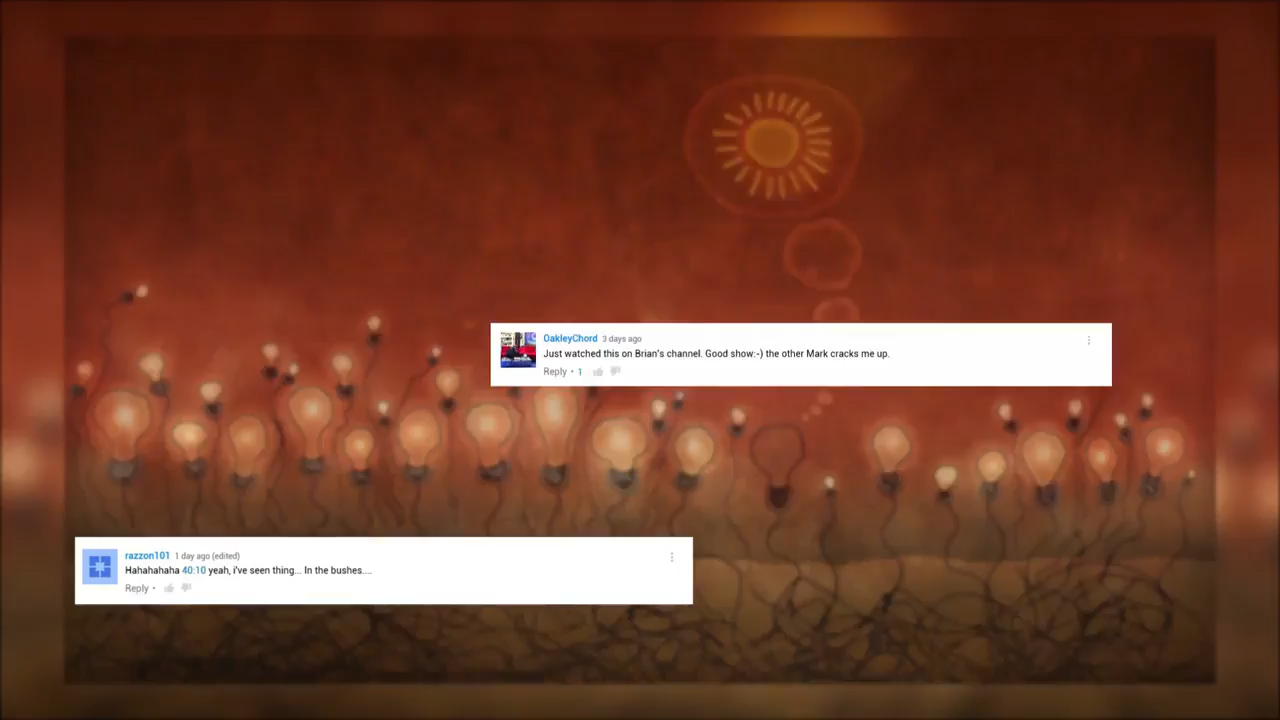 OakleyChord 3 days ago
Just watched this on Brian's channel. Good show:-) the other Mark cracks me up.
Reply • 1
razzon101 1 day ago (edited)
Hahahahaha 40:10 yeah, i've seen thing... In the bushes....
Reply •